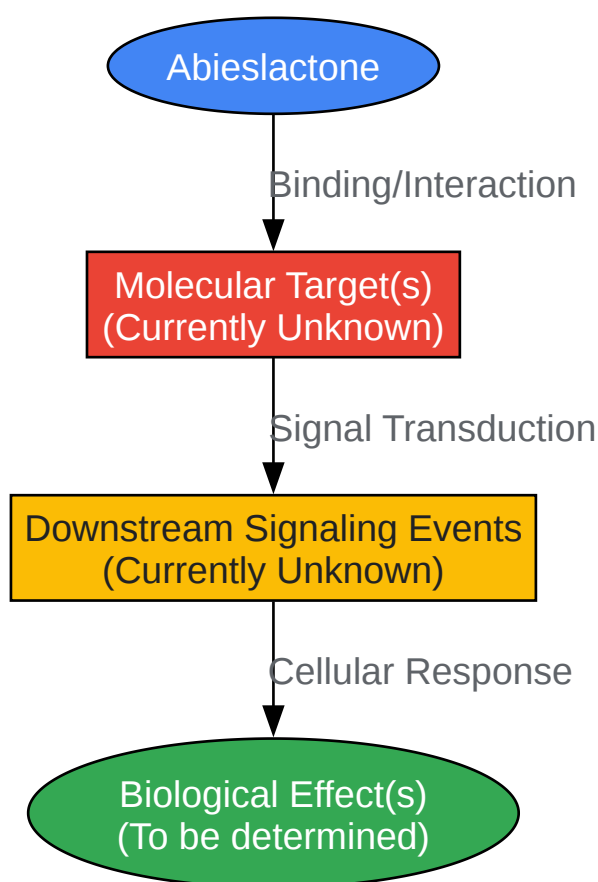 Abieslactone
Binding/Interaction
Molecular Target(s)
(Currently Unknown)
Signal Transduction
Downstream Signaling Events
(Currently Unknown)
Cellular Response
Biological Effect(s)
(To be determined)